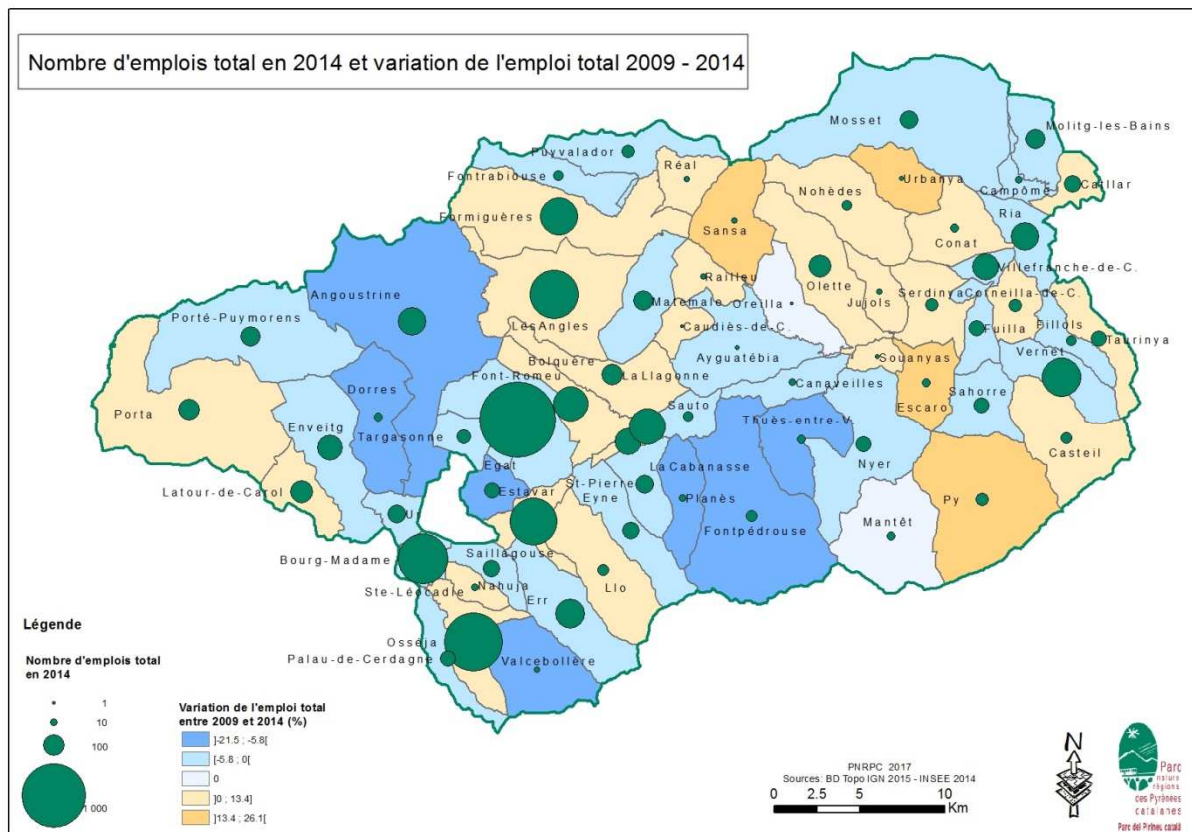 Nombre d'emplois total en 2014 et variation de l'emploi total 2009 - 2014
Mosset
Molitg-les-Bains
Puyvalador
Réal
Urbanya
Fontrabiouse
Nohèdes
Campôme
Catllar
Formiguères
Ria
Sansa
Conat
Railleu
Villefranche-de-C.
Angoustrine
Olette
Matemale
Oreilla
Jujols
Serdinya
Corneilla-de-C.
Porté-Puymorens
Les Angles
Caudiès-de-C.
Fuilla
Fillols
Taurinya
Ayguatébia
Souanyas
Vernet
Bolquère
Font-Romeu
La Llagonne
Canaveilles
Dorres
Escaro
Sahorre
Sauto
Porta
Thuès-entre-V.
Enveitg
Targasonne
Casteil
Nyer
Egat
La Cabanasse
St-Pierre
Latour-de-Carol
Estavar
Eyne
Planès
Py
Ur
Fontpédrouse
Mantêt
Saillagouse
Bourg-Madame
Nahuja
Llo
Ste-Léocadie
Err
Osséja
Palau-de-Cerdagne
Valcebollère
Légende
Nombre d'emplois total
en 2014
1
10
100
1 000
Variation de l'emploi total
entre 2009 et 2014 (%)
]-21.5 ; -5.8[
[-5.8 ; 0[
0
]0 ; 13.4]
]13.4 ; 26.1[
PNRPC 2017
Sources: BD Topo IGN 2015 - INSEE 2014
0 2.5 5 10
Km
N
Parc
naturel
régional
des Pyrénées
catalanes
Parc del Pirineu català